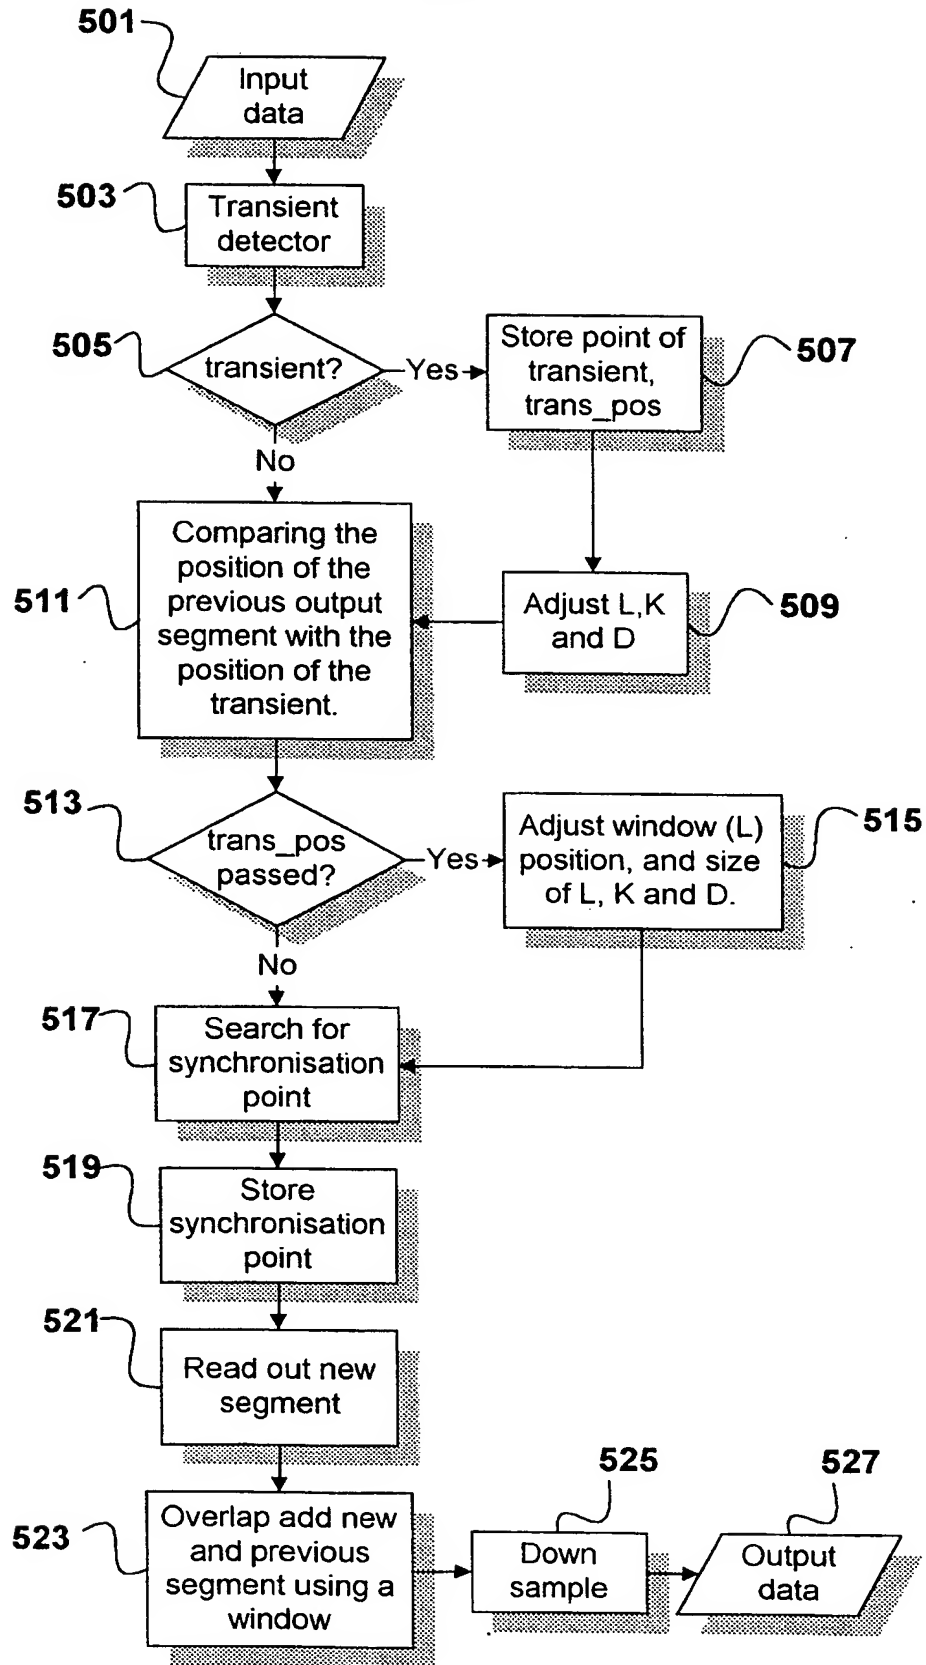 501
Input
data
503
Transient
detector
505
transient?
Yes
Store point of
transient,
trans_pos
507
No
511
Comparing the
position of the
previous output
segment with the
position of the
transient.
Adjust L,K
and D
509
513
trans_pos
passed?
Yes
Adjust window (L)
position, and size
of L, K and D.
515
No
517
Search for
synchronisation
point
519
Store
synchronisation
point
521
Read out new
segment
523
Overlap add new
and previous
segment using a
window
525
Down
sample
527
Output
data